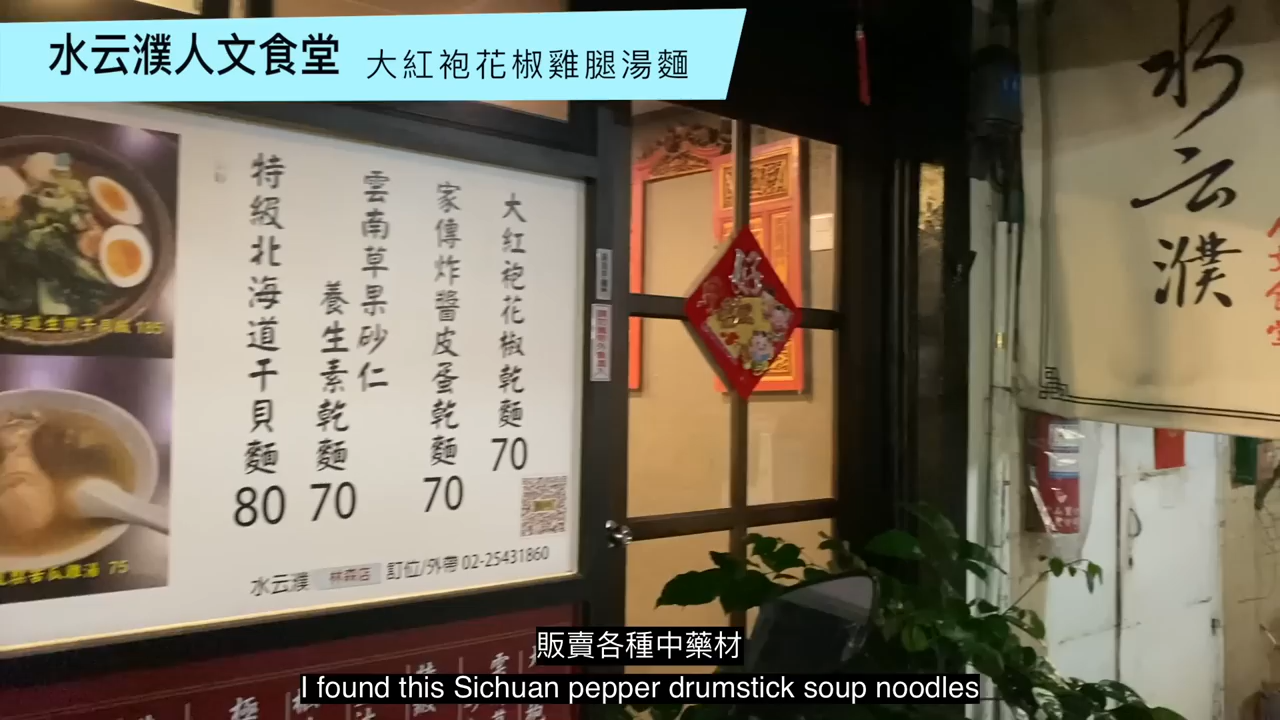 水云濮人文食堂 大紅袍花椒雞腿湯麵
大紅袍花椒乾麵
70
家傳炸醬皮蛋乾麵
70
雲南草果砂仁
養生素乾麵
70
特級北海道干貝麵
80
185
75
水云濮 林森店 訂位/外帶 02-25431860
好
水云濮
販賣各種中藥材
I found this Sichuan pepper drumstick soup noodles